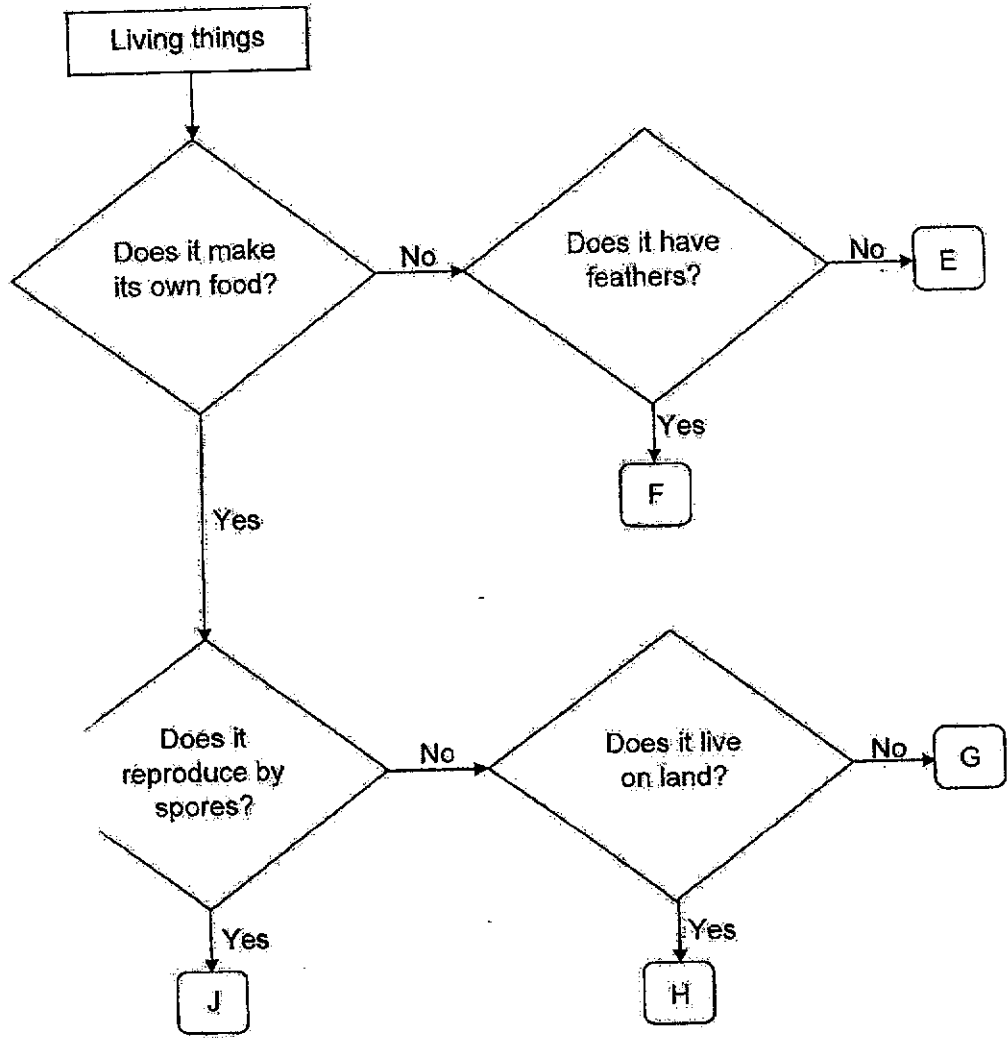 Living things
Does it make
its own food?
No
Does it have
feathers?
No
E
Yes
F
Yes
Does it
reproduce by
spores?
No
Does it live
on land?
No
G
Yes
J
Yes
H